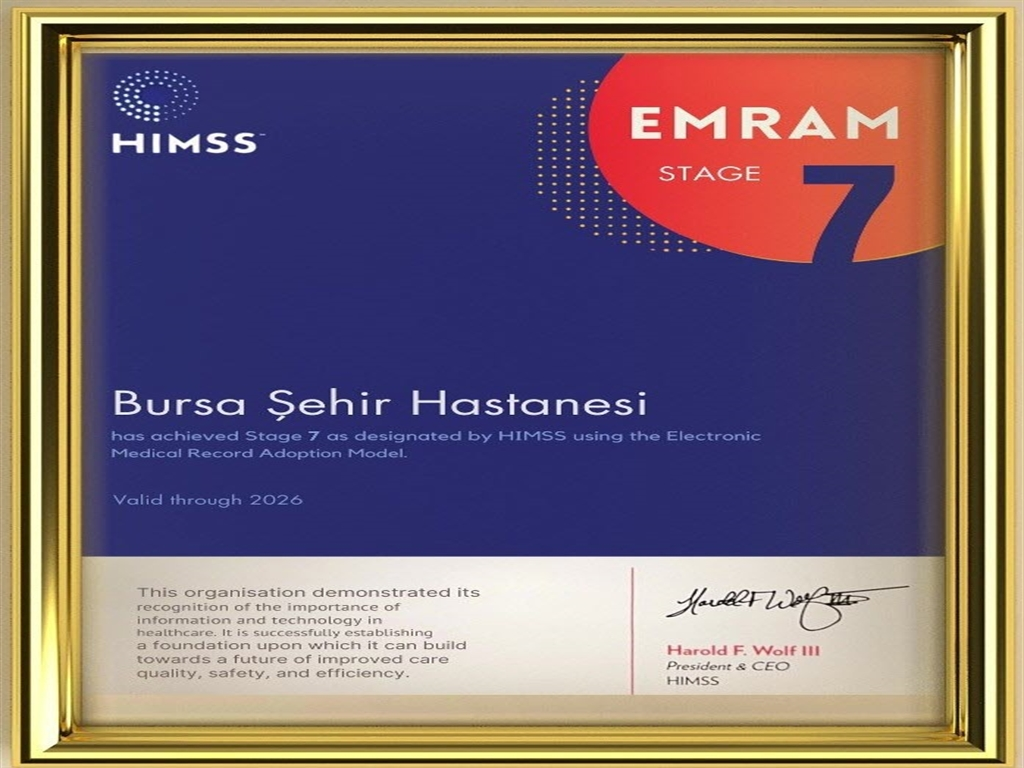 HIMSS
EMRAM
STAGE
7
Bursa Şehir Hastanesi
has achieved Stage 7 as designated by HIMSS using the Electronic
Medical Record Adoption Model.
Valid through 2026
This organisation demonstrated its
recognition of the importance of
information and technology in
healthcare. It is successfully establishing
a foundation upon which it can build
towards a future of improved care
quality, safety, and efficiency.
Harold F. Wolf III
Harold F. Wolf III
President & CEO
HIMSS